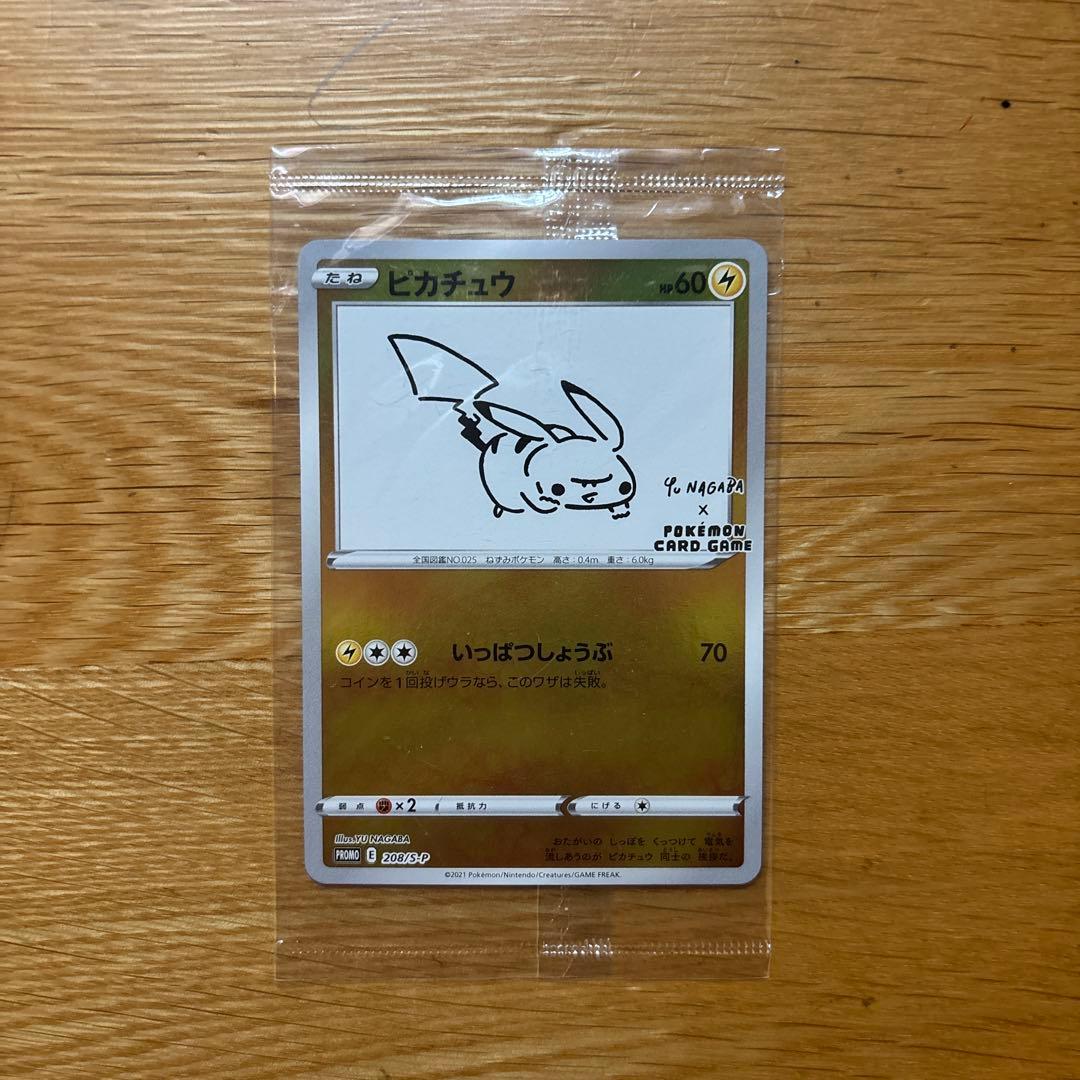 たね ピカチュウ HP60
Yu NAGABA
×
POKÉMON
CARD GAME
全国図鑑NO.025 ねずみポケモン 高さ:0.4m 重さ:6.0kg
いっぱつしょうぶ 70
コインを1回投げウラなら、このワザは失敗。
弱点 ×2 抵抗力 にげる
Illus.YU NAGABA
PROMO E 208/S-P
おたがいの しっぽを くっつけて 電気を
流しあうのが ピカチュウ 同士の 挨拶だ。
©2021 Pokémon/Nintendo/Creatures/GAME FREAK.